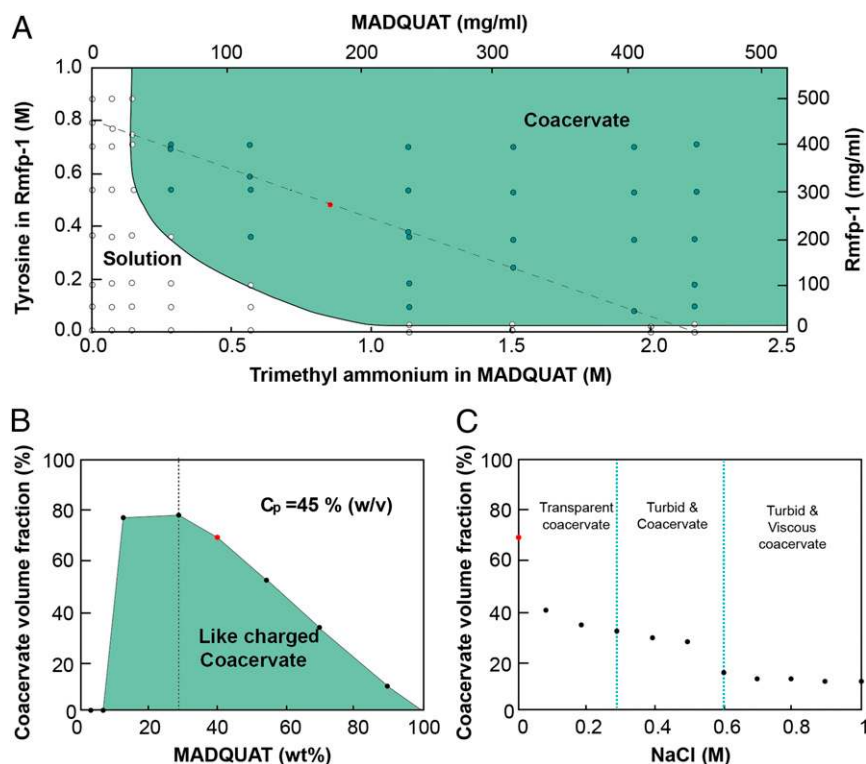 A
MADQUAT (mg/ml)
0 100 200 300 400 500
1.0
0.8
0.6
0.4
0.2
0.0
Tyrosine in Rmfp-1 (M)
Coacervate
Solution
500
400
300
200
100
0
Rmfp-1 (mg/ml)
0.0 0.5 1.0 1.5 2.0 2.5
Trimethyl ammonium in MADQUAT (M)
B
Coacervate volume fraction (%)
100
80
60
40
20
0
Cp =45 % (w/v)
Like charged
Coacervate
20 40 60 80 100
MADQUAT (wt%)
C
Coacervate volume fraction (%)
100
80
60
40
20
0
Transparent
coacervate
Turbid &
Coacervate
Turbid &
Viscous
coacervate
0 0.2 0.4 0.6 0.8 1
NaCl (M)